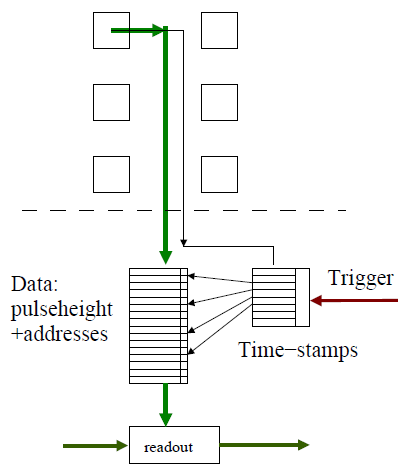 Data:
pulseheight
+addresses
Trigger
Time−stamps
readout